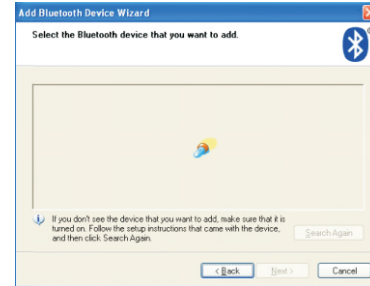 Add Bluetooth Device Wizard
Select the Bluetooth device that you want to add.
If you don't see the device that you want to add, make sure that it is
turned on. Follow the setup instructions that came with the device,
and then click Search Again.
Search Again
< Back
Next >
Cancel